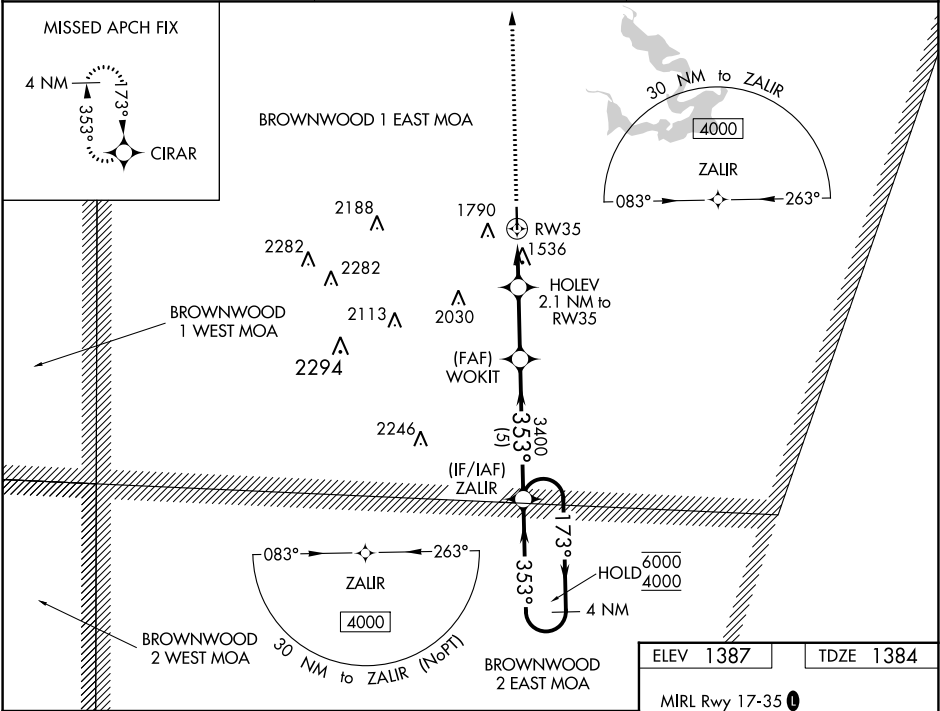 MISSED APCH FIX
4 NM
173°
353°
CIRAR
BROWNWOOD 1 EAST MOA
30 NM to ZALIR
4000
ZALIR
083°
263°
2188
1790
RW35
1536
2282
2282
HOLEV
2.1 NM to
RW35
2113
2030
BROWNWOOD
1 WEST MOA
2294
(FAF)
WOKIT
2246
353°
(5)
3400
(IF/IAF)
ZALIR
173°
353°
HOLD
6000
4000
4 NM
083°
263°
ZALIR
4000
30 NM to ZALIR (NoPT)
BROWNWOOD
2 WEST MOA
BROWNWOOD
2 EAST MOA
ELEV 1387
TDZE 1384
MIRL Rwy 17-35 L